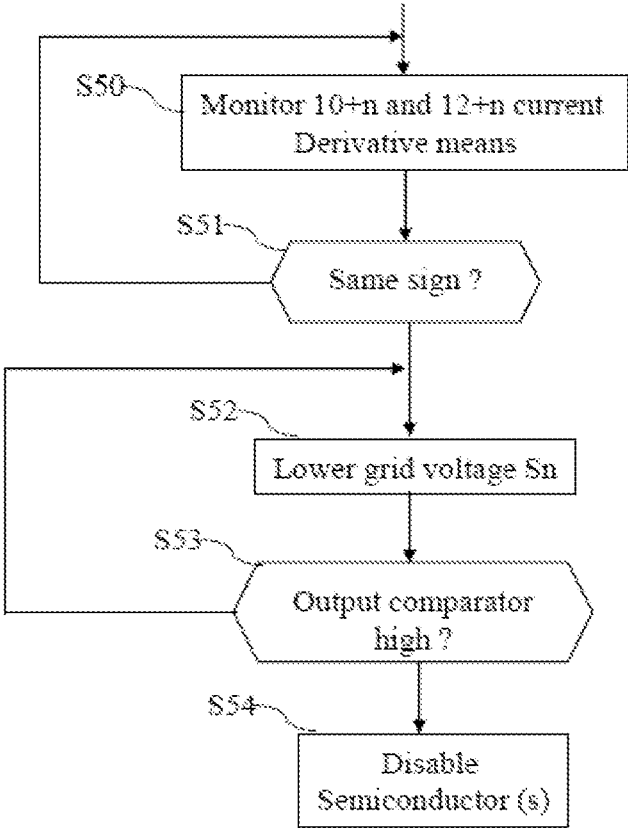 S50
Monitor 10+n and 12+n current
Derivative means
S51
Same sign ?
S52
Lower grid voltage Sn
S53
Output comparator
high ?
S54
Disable
Semiconductor (s)